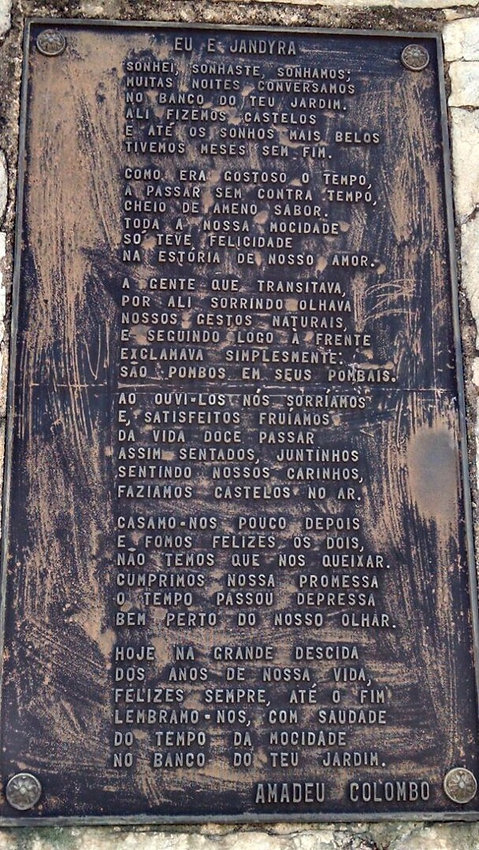 EU E JANDYRA
SONHEI, SONHASTE, SONHAMOS;
MUITAS NOITES CONVERSAMOS
NO BANCO DO TEU JARDIM.
ALI FIZEMOS CASTELOS
E ATÉ OS SONHOS MAIS BELOS
TIVEMOS MESES SEM FIM.
COMO ERA GOSTOSO O TEMPO,
A PASSAR SEM CONTRA TEMPO,
CHEIO DE AMENO SABOR.
TODA A NOSSA MOCIDADE
SÓ TEVE FELICIDADE
NA ESTÓRIA DE NOSSO AMOR.
A GENTE QUE TRANSITAVA,
POR ALI SORRINDO OLHAVA
NOSSOS GESTOS NATURAIS,
E SEGUINDO LOGO À FRENTE
EXCLAMAVA SIMPLESMENTE:
SÃO POMBOS EM SEUS POMBAIS.
AO OUVI-LOS NÓS SORRÍAMOS
E, SATISFEITOS FRUÍAMOS
DA VIDA DOCE PASSAR
ASSIM SENTADOS, JUNTINHOS
SENTINDO NOSSOS CARINHOS,
FAZIAMOS CASTELOS NO AR.
CASAMO-NOS POUCO DEPOIS
E FOMOS FELIZES OS DOIS,
NÃO TEMOS QUE NOS QUEIXAR.
CUMPRIMOS NOSSA PROMESSA
O TEMPO PASSOU DEPRESSA
BEM PERTO DO NOSSO OLHAR.
HOJE NA GRANDE DESCIDA
DOS ANOS DE NOSSA VIDA,
FELIZES SEMPRE, ATÉ O FIM
LEMBRAMO-NOS, COM SAUDADE
DO TEMPO DA MOCIDADE
NO BANCO DO TEU JARDIM.
AMADEU COLOMBO